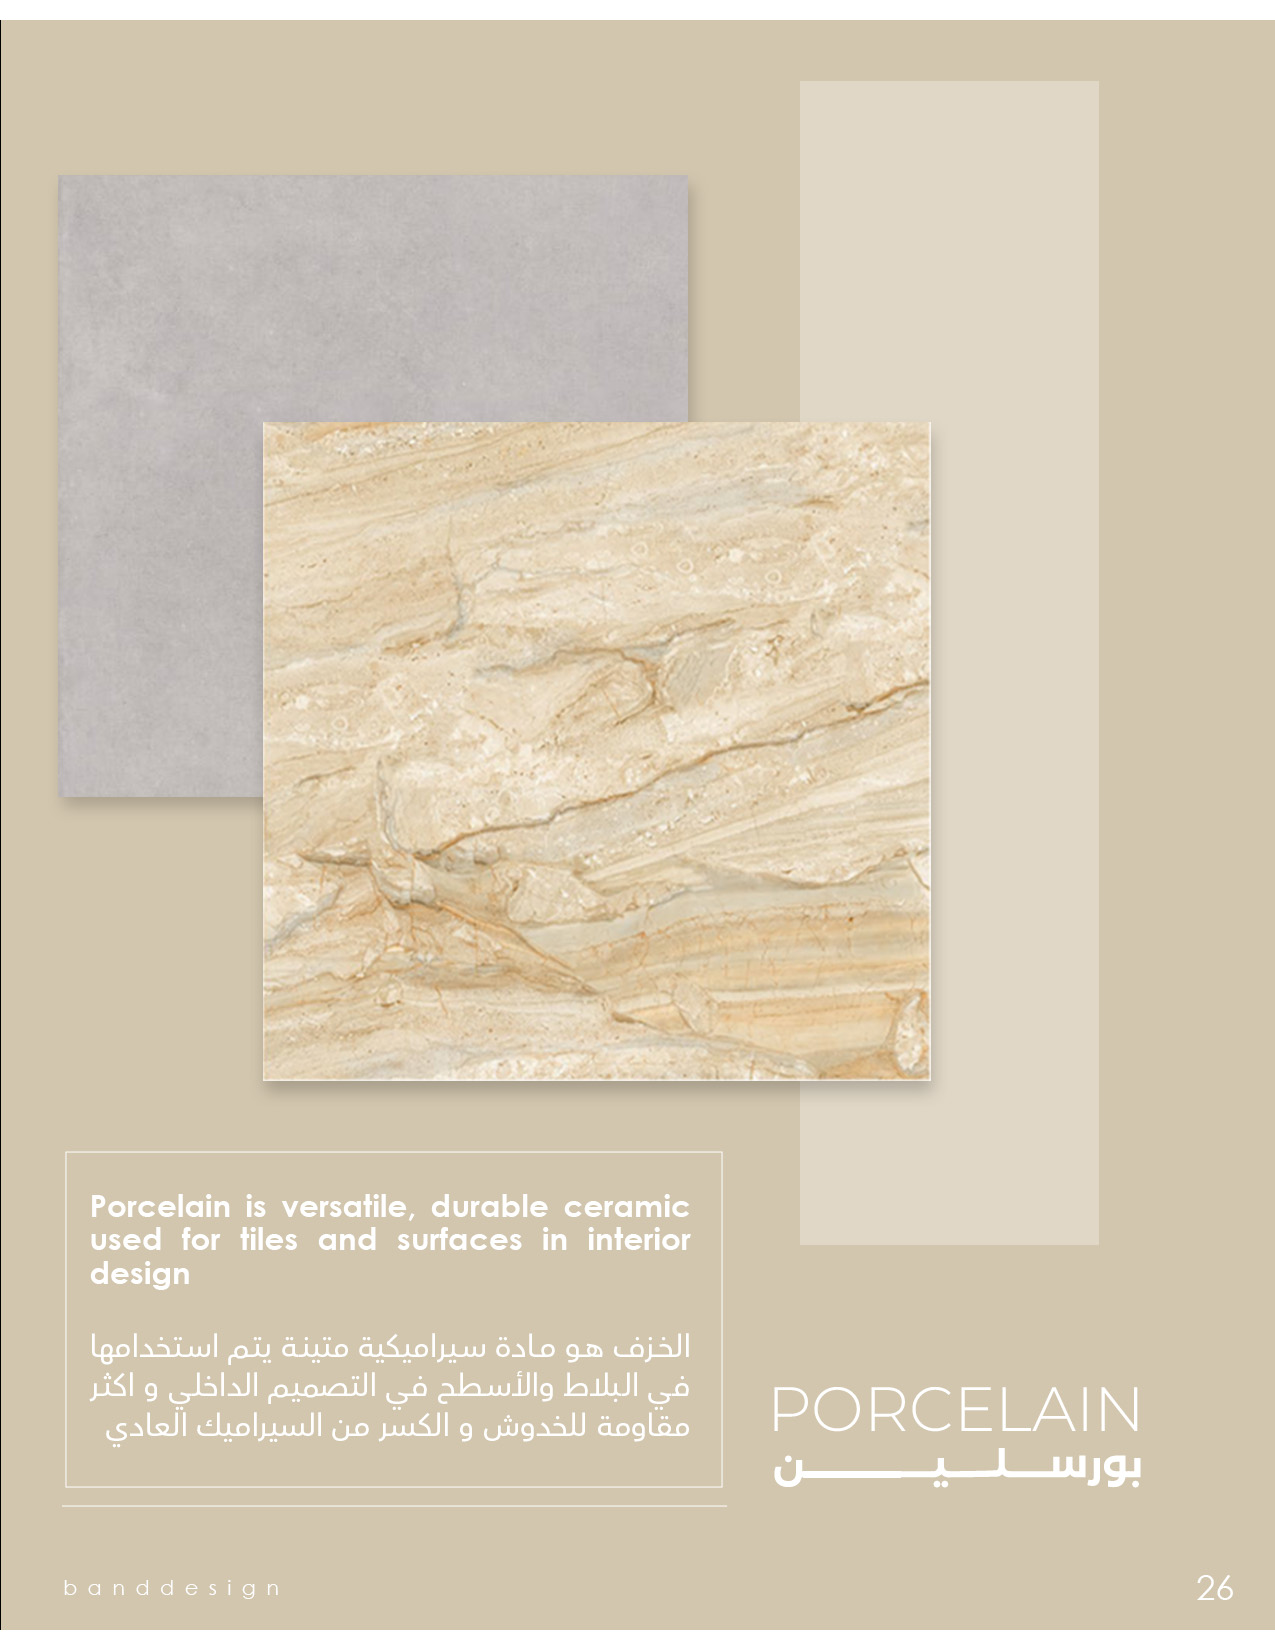 Porcelain is versatile, durable ceramic
used for tiles and surfaces in interior
design
الخزف هو مادة سيراميكية متينة يتم استخدامها
في البلاط والأسطح في التصميم الداخلي و اكثر
مقاومة للخدوش و الكسر من السيراميك العادي
PORCELAIN
بورسليـــــن
banddesign
26